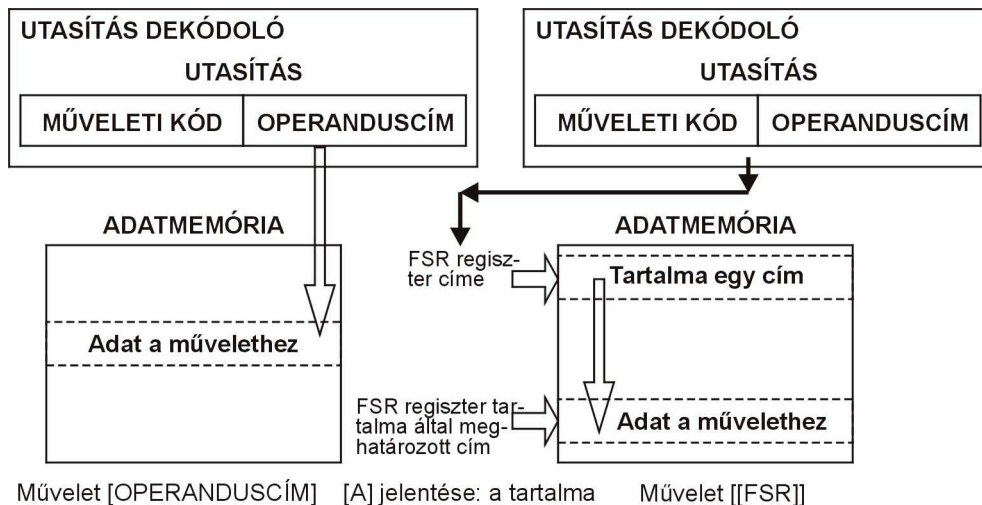 UTASÍTÁS DEKÓDOLÓ
UTASÍTÁS
MŰVELETI KÓD
OPERANDUSCÍM
ADATMEMÓRIA
Adat a művelethez
Művelet [OPERANDUSCÍM]
UTASÍTÁS DEKÓDOLÓ
UTASÍTÁS
MŰVELETI KÓD
OPERANDUSCÍM
ADATMEMÓRIA
FSR regisz-
ter címe
Tartalma egy cím
FSR regiszter tar-
talma által meg-
határozott cím
Adat a művelethez
[A] jelentése: a tartalma
Művelet [[FSR]]